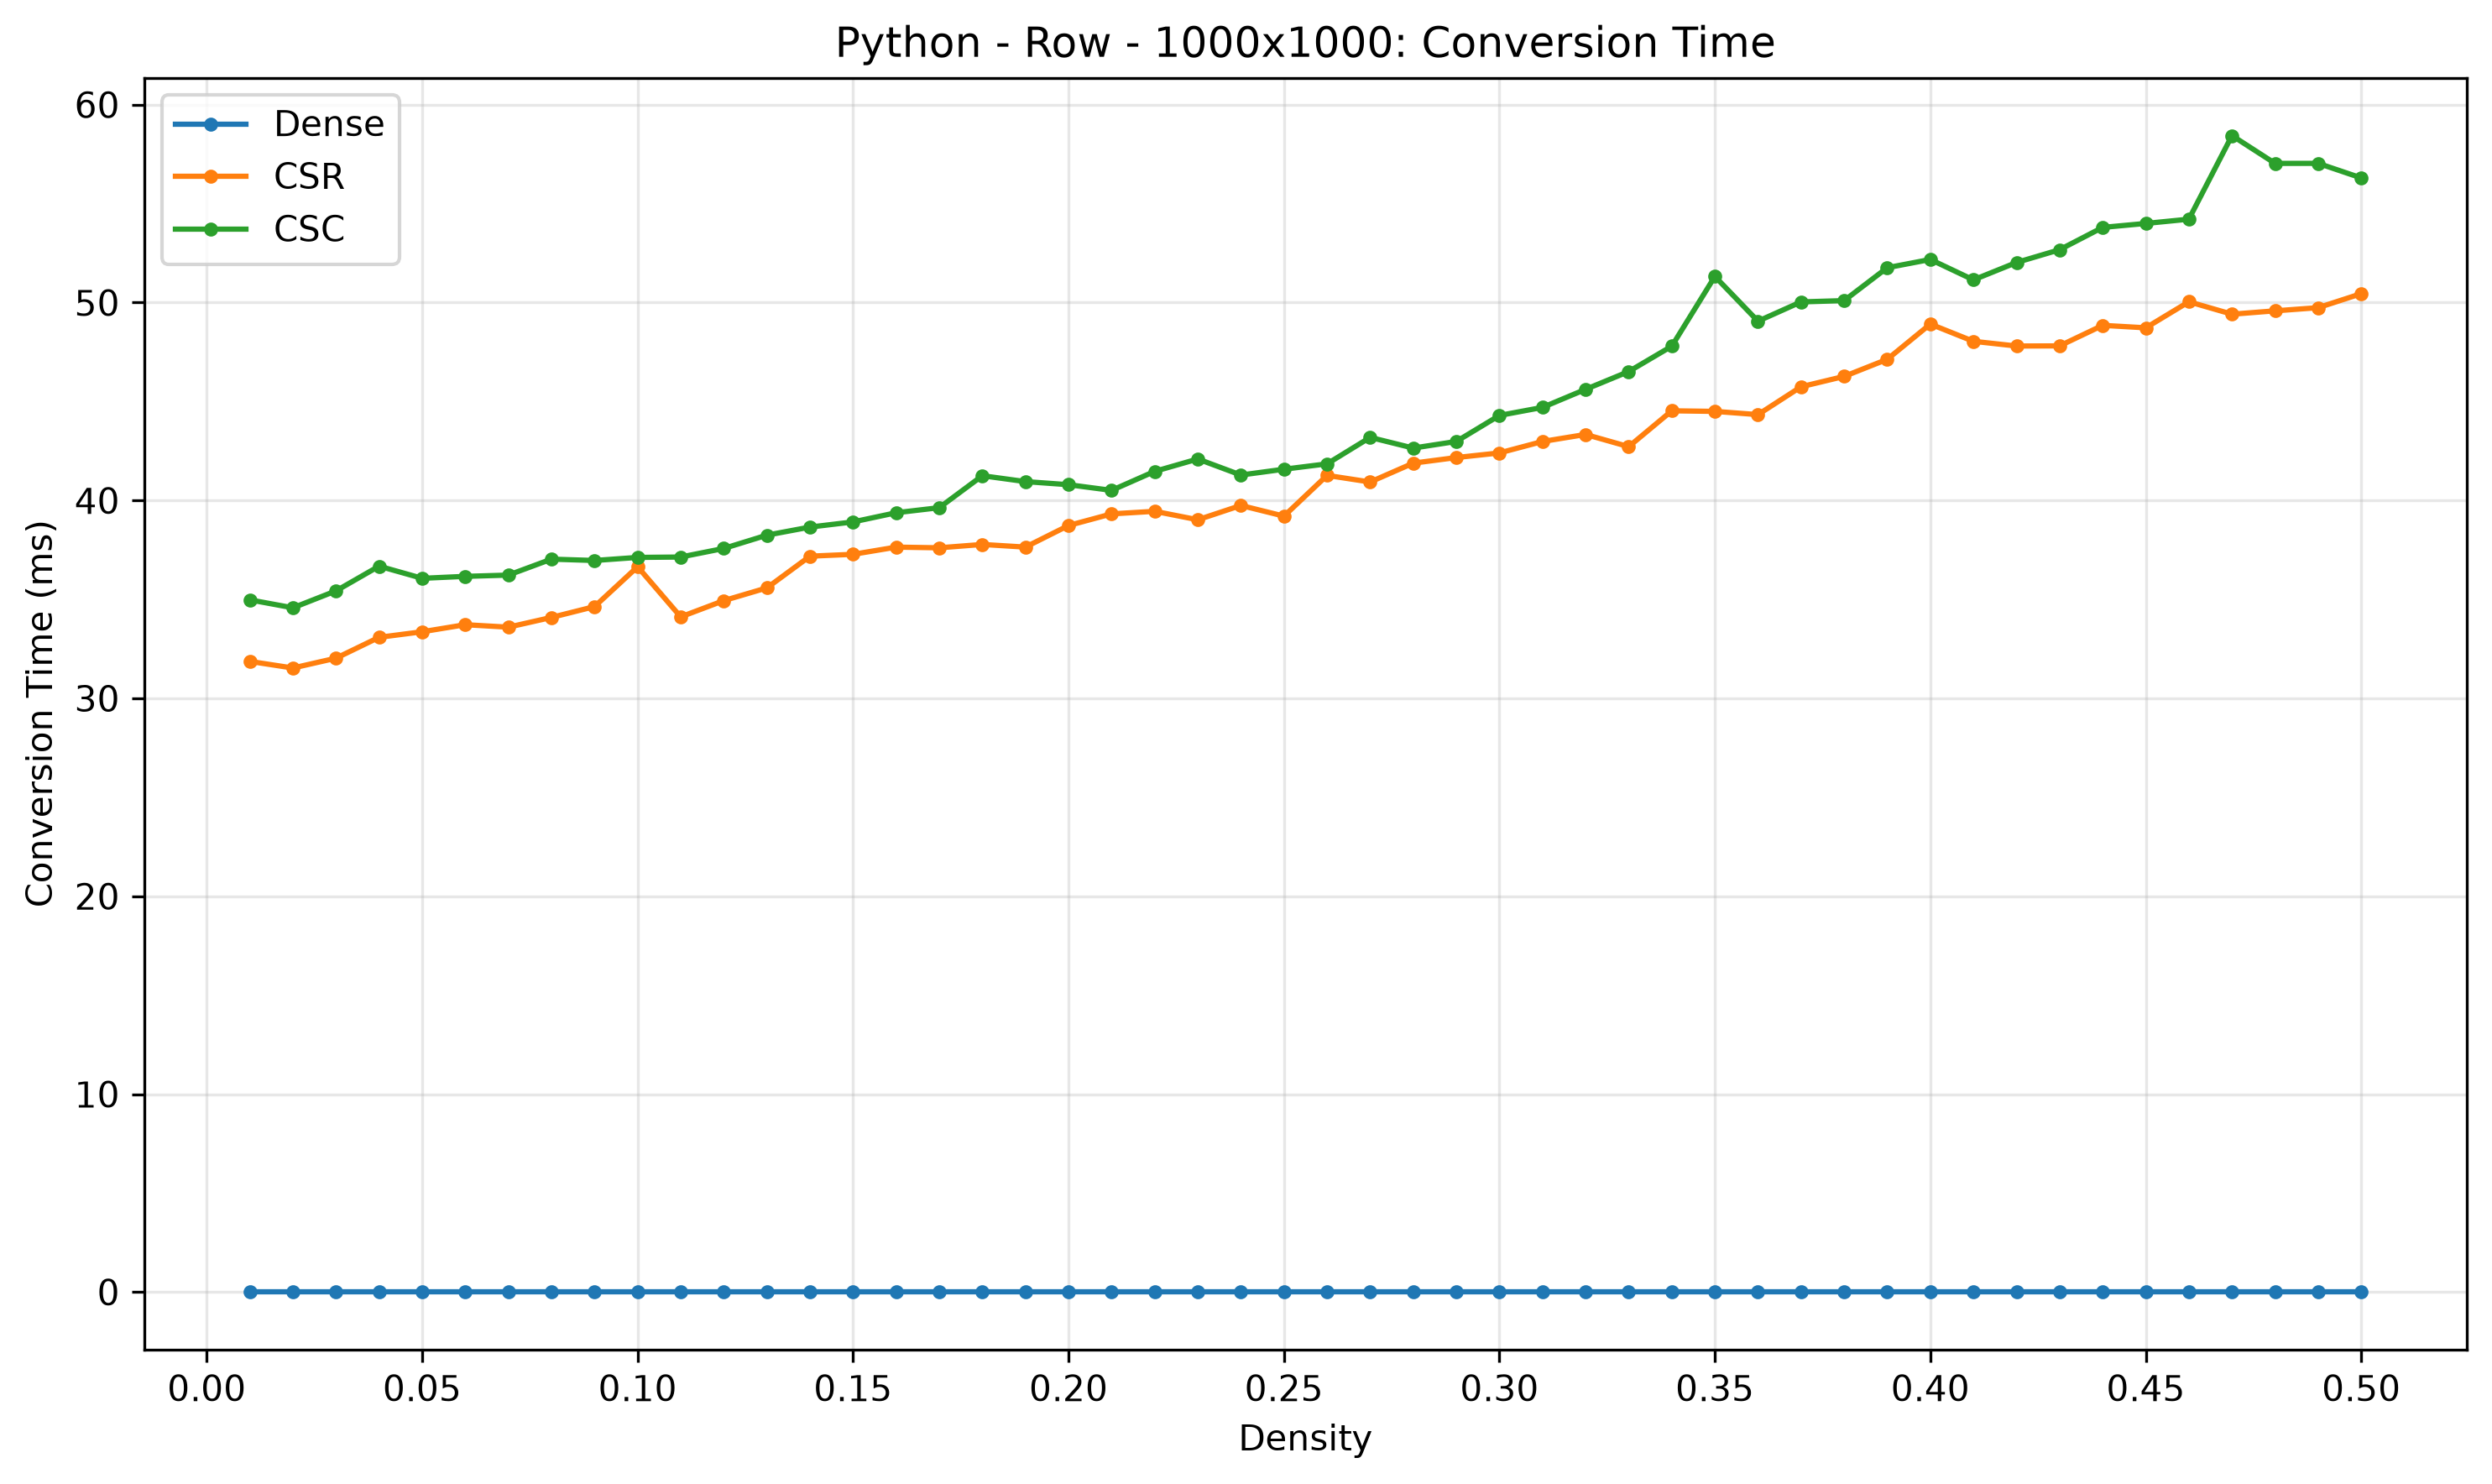 Python - Row - 1000x1000: Conversion Time
Dense
CSR
CSC
Conversion Time (ms)
60
50
40
30
20
10
0
0.00 0.05 0.10 0.15 0.20 0.25 0.30 0.35 0.40 0.45 0.50
Density